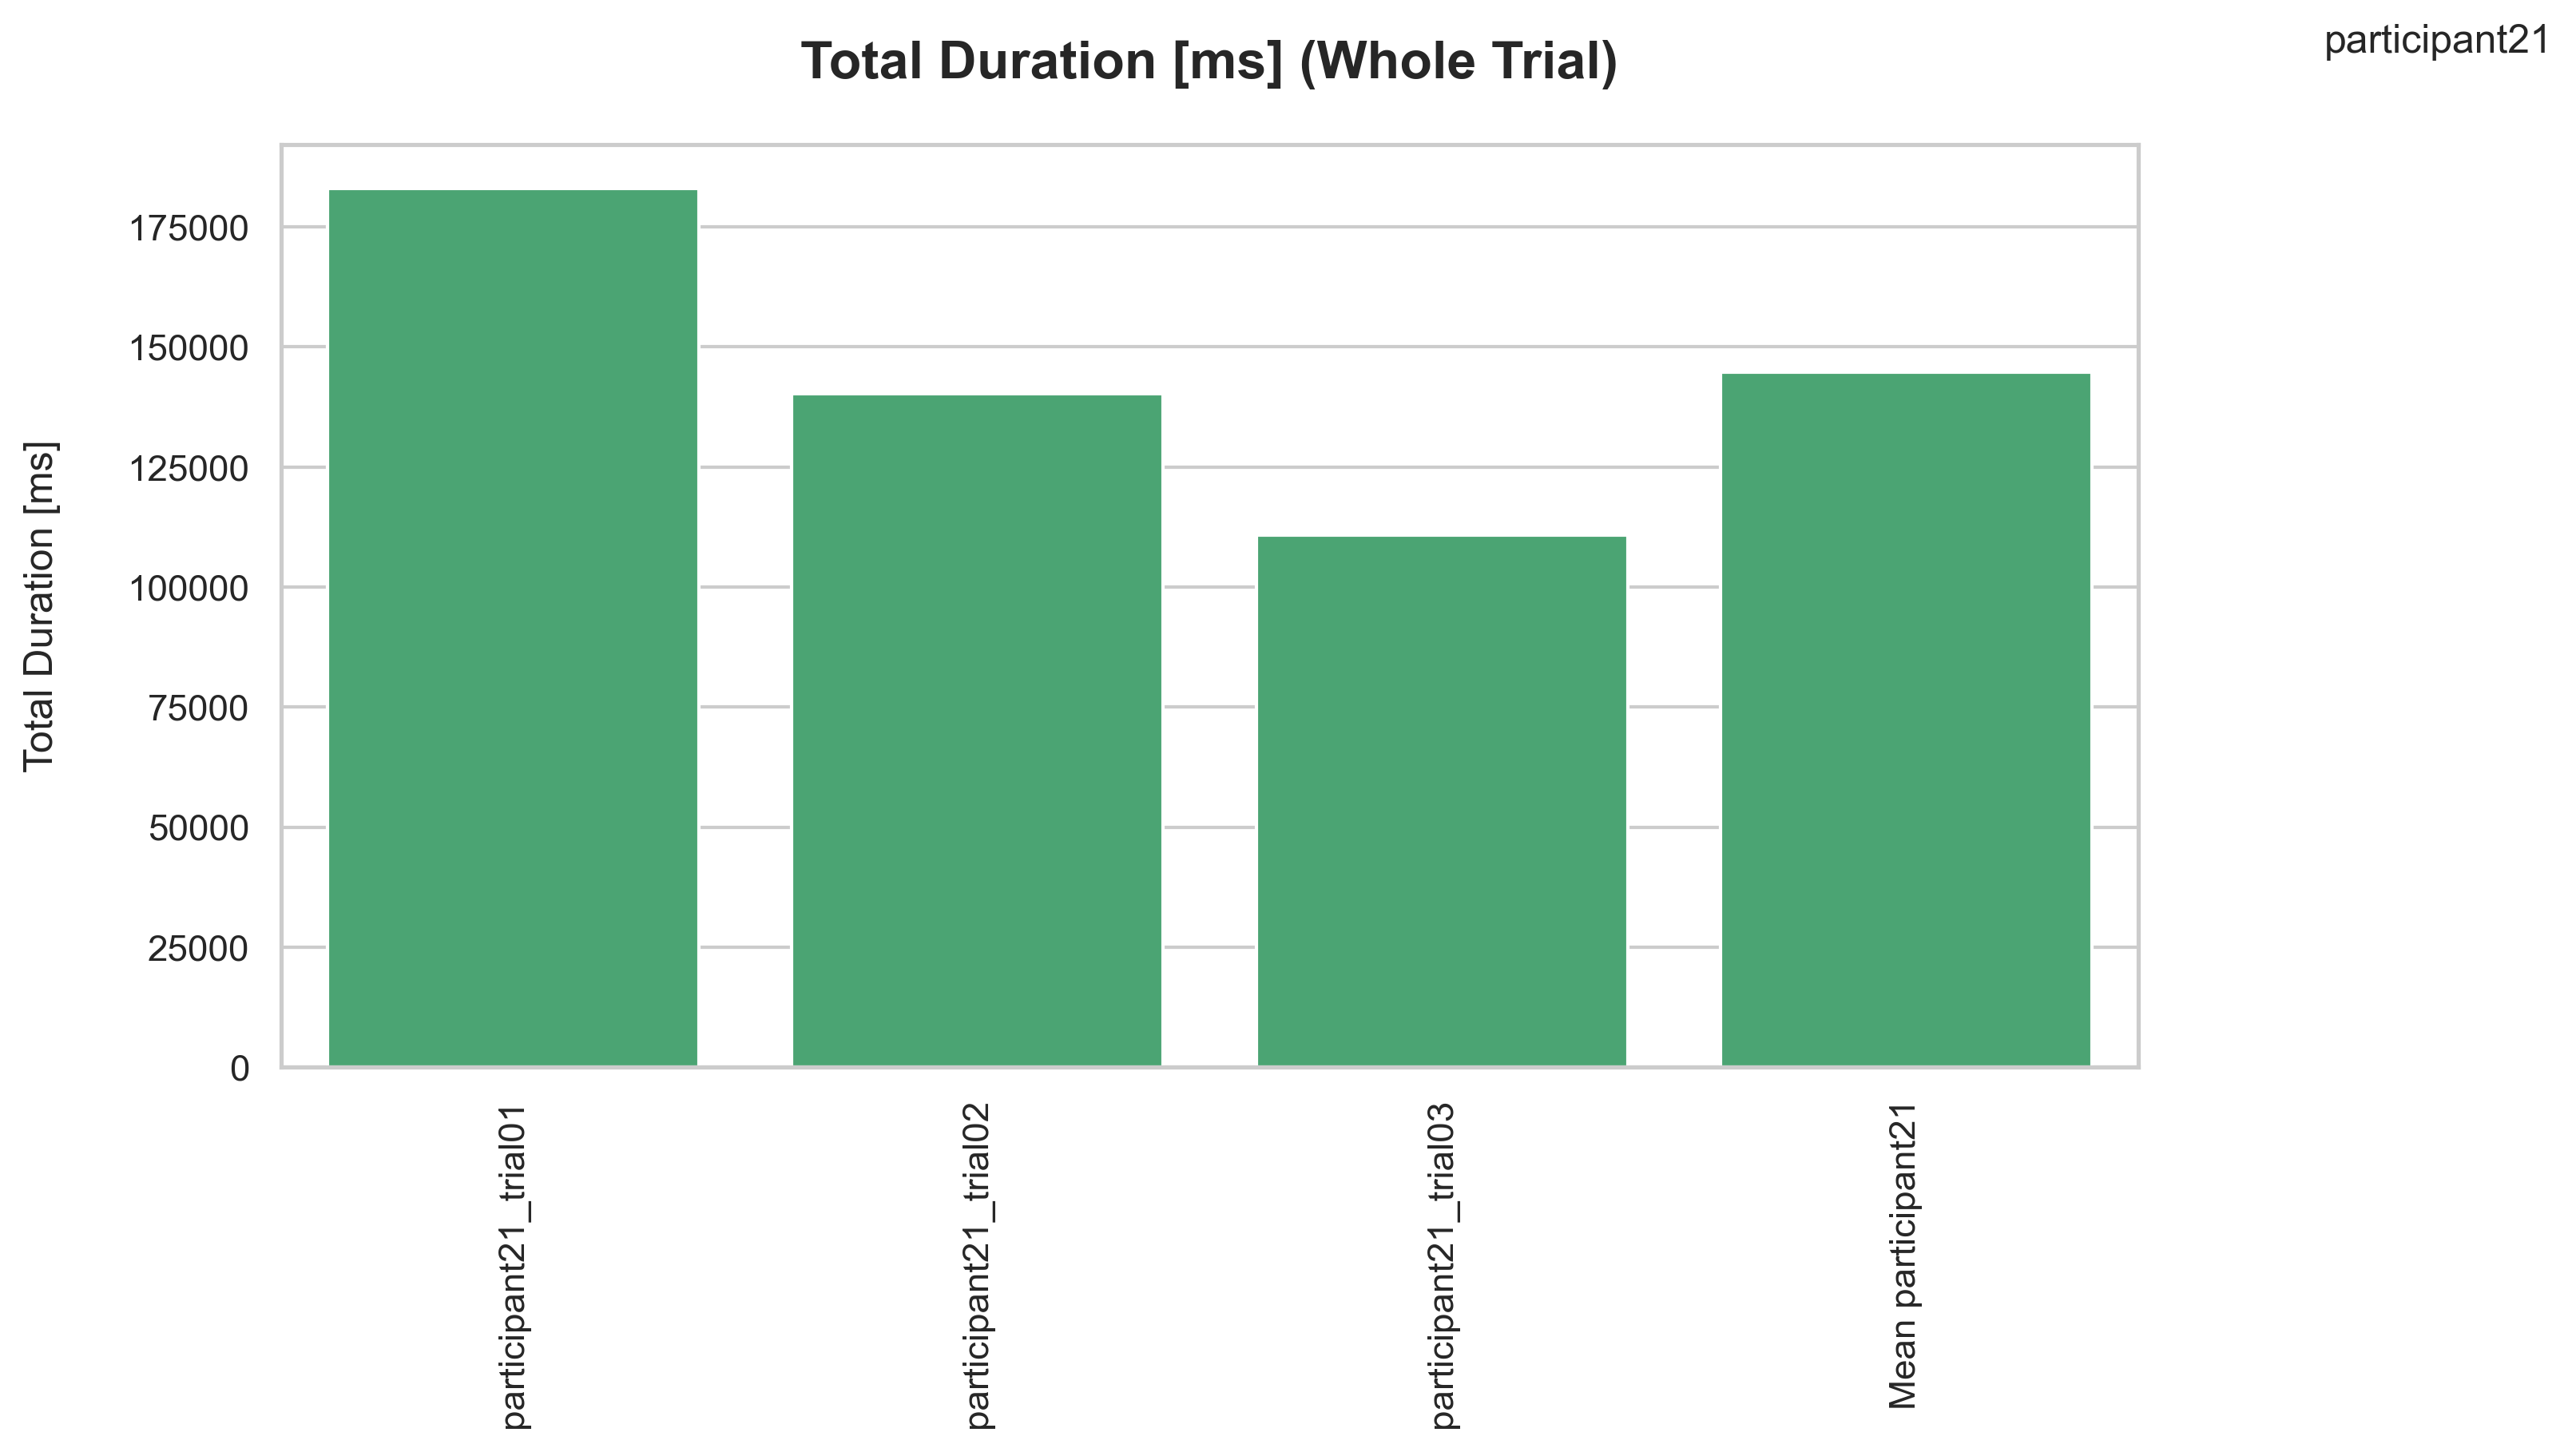 participant21
Total Duration [ms] (Whole Trial)
Total Duration [ms]
175000
150000
125000
100000
75000
50000
25000
0
participant21_trial01
participant21_trial02
participant21_trial03
Mean participant21